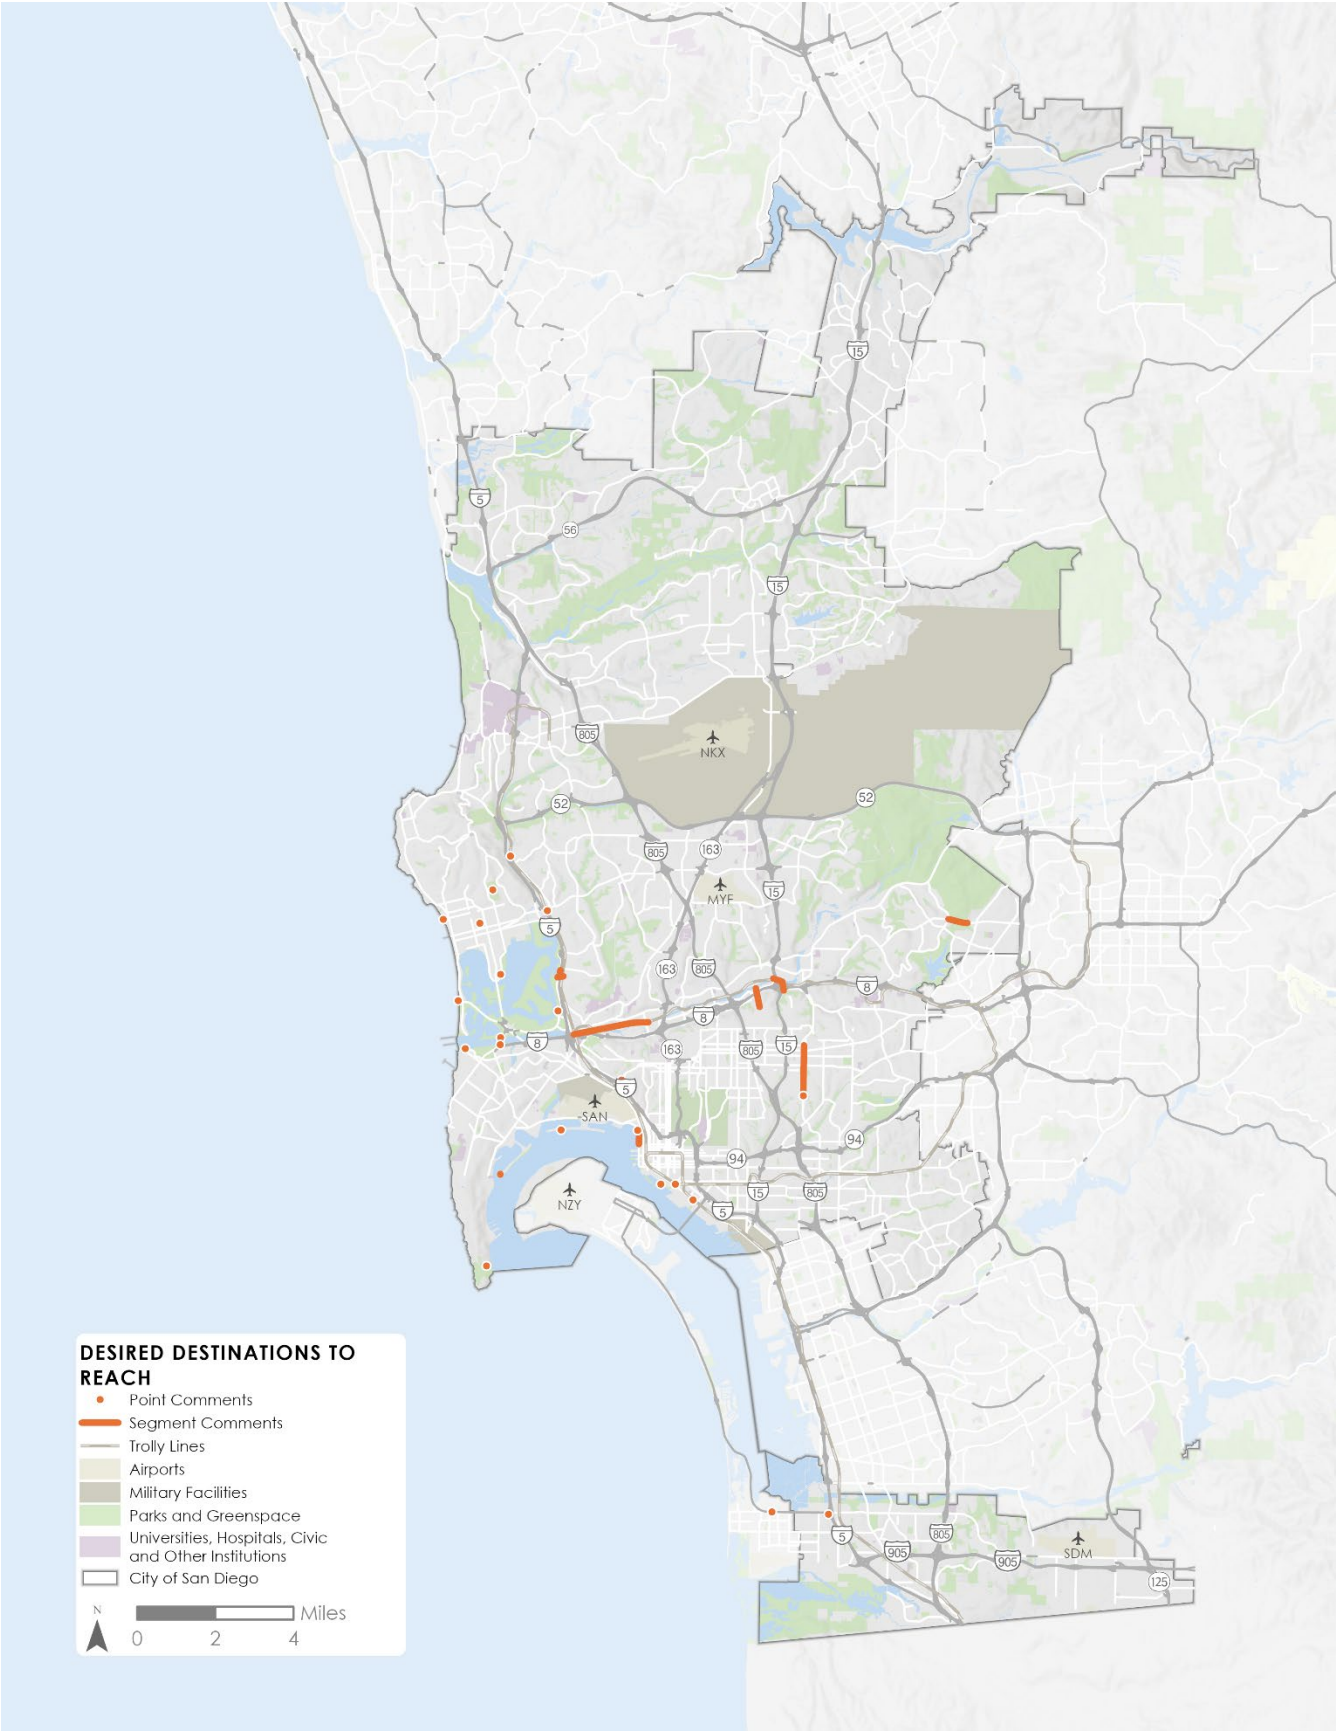 15
5
56
15
805
NKX
52
52
805
163
MYF
15
5
163
805
8
8
8
163
805
15
5
SAN
94
94
15
805
NZY
5
DESIRED DESTINATIONS TO
REACH
Point Comments
Segment Comments
Trolly Lines
Airports
Military Facilities
Parks and Greenspace
Universities, Hospitals, Civic
and Other Institutions
City of San Diego
N
Miles
0 2 4
5
805
905
905
SDM
125